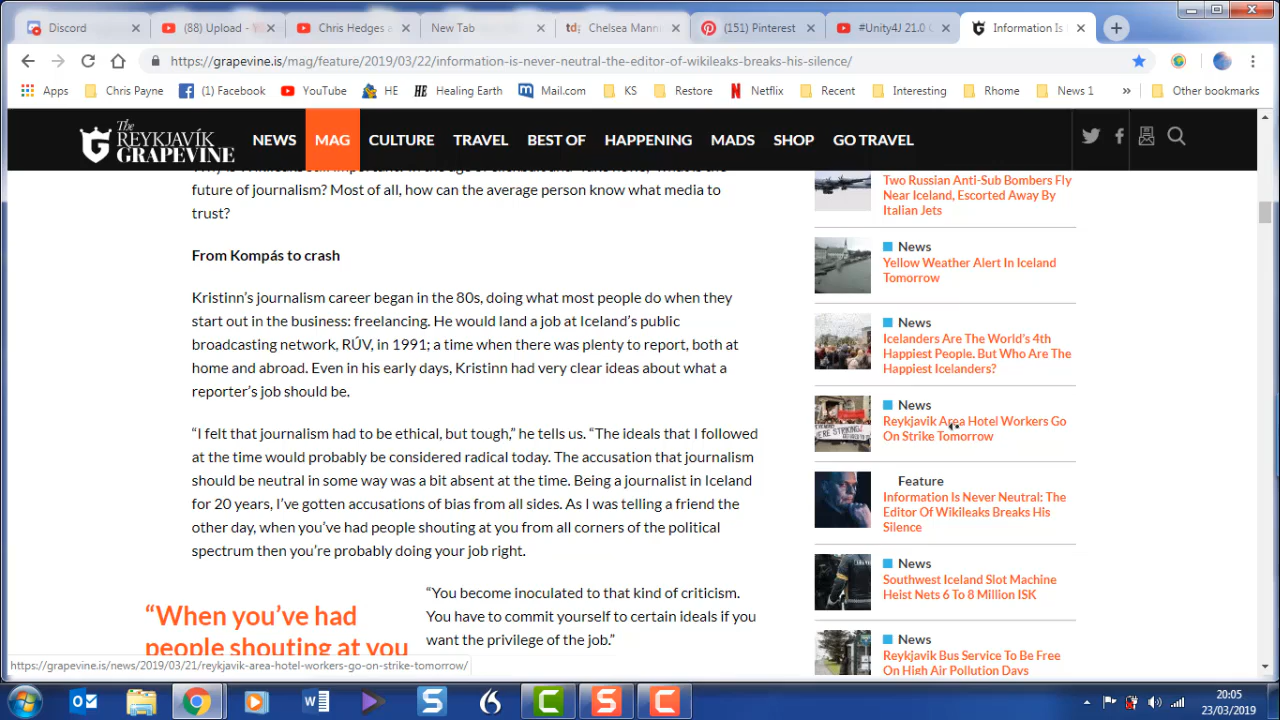 Discord
(88) Upload -
Chris Hedges e
New Tab
Chelsea Mann
(151) Pinterest
#Unity4J 21.0
Information Is
https://grapevine.is/mag/feature/2019/03/22/information-is-never-neutral-the-editor-of-wikileaks-breaks-his-silence/
Apps
Chris Payne
(1) Facebook
YouTube
HE
HE Healing Earth
Mail.com
KS
Restore
Netflix
Recent
Interesting
Rhome
News 1
»
Other bookmarks
The
REYKJAVÍK
GRAPEVINE
NEWS MAG CULTURE TRAVEL BEST OF HAPPENING MADS SHOP GO TRAVEL
future of journalism? Most of all, how can the average person know what media to
trust?
From Kompás to crash
Kristinn’s journalism career began in the 80s, doing what most people do when they
start out in the business: freelancing. He would land a job at Iceland’s public
broadcasting network, RÚV, in 1991; a time when there was plenty to report, both at
home and abroad. Even in his early days, Kristinn had very clear ideas about what a
reporter’s job should be.
“I felt that journalism had to be ethical, but tough,” he tells us. “The ideals that I followed
at the time would probably be considered radical today. The accusation that journalism
should be neutral in some way was a bit absent at the time. Being a journalist in Iceland
for 20 years, I’ve gotten accusations of bias from all sides. As I was telling a friend the
other day, when you’ve had people shouting at you from all corners of the political
spectrum then you’re probably doing your job right.
“When you’ve had
people shouting at you
“You become inoculated to that kind of criticism.
You have to commit yourself to certain ideals if you
want the privilege of the job.”
Two Russian Anti-Sub Bombers Fly
Near Iceland, Escorted Away By
Italian Jets
News
Yellow Weather Alert In Iceland
Tomorrow
News
Icelanders Are The World’s 4th
Happiest People. But Who Are The
Happiest Icelanders?
News
Reykjavik Area Hotel Workers Go
On Strike Tomorrow
Feature
Information Is Never Neutral: The
Editor Of Wikileaks Breaks His
Silence
News
Southwest Iceland Slot Machine
Heist Nets 6 To 8 Million ISK
News
Reykjavik Bus Service To Be Free
On High Air Pollution Days
https://grapevine.is/news/2019/03/21/reykjavik-area-hotel-workers-go-on-strike-tomorrow/
20:05
23/03/2019